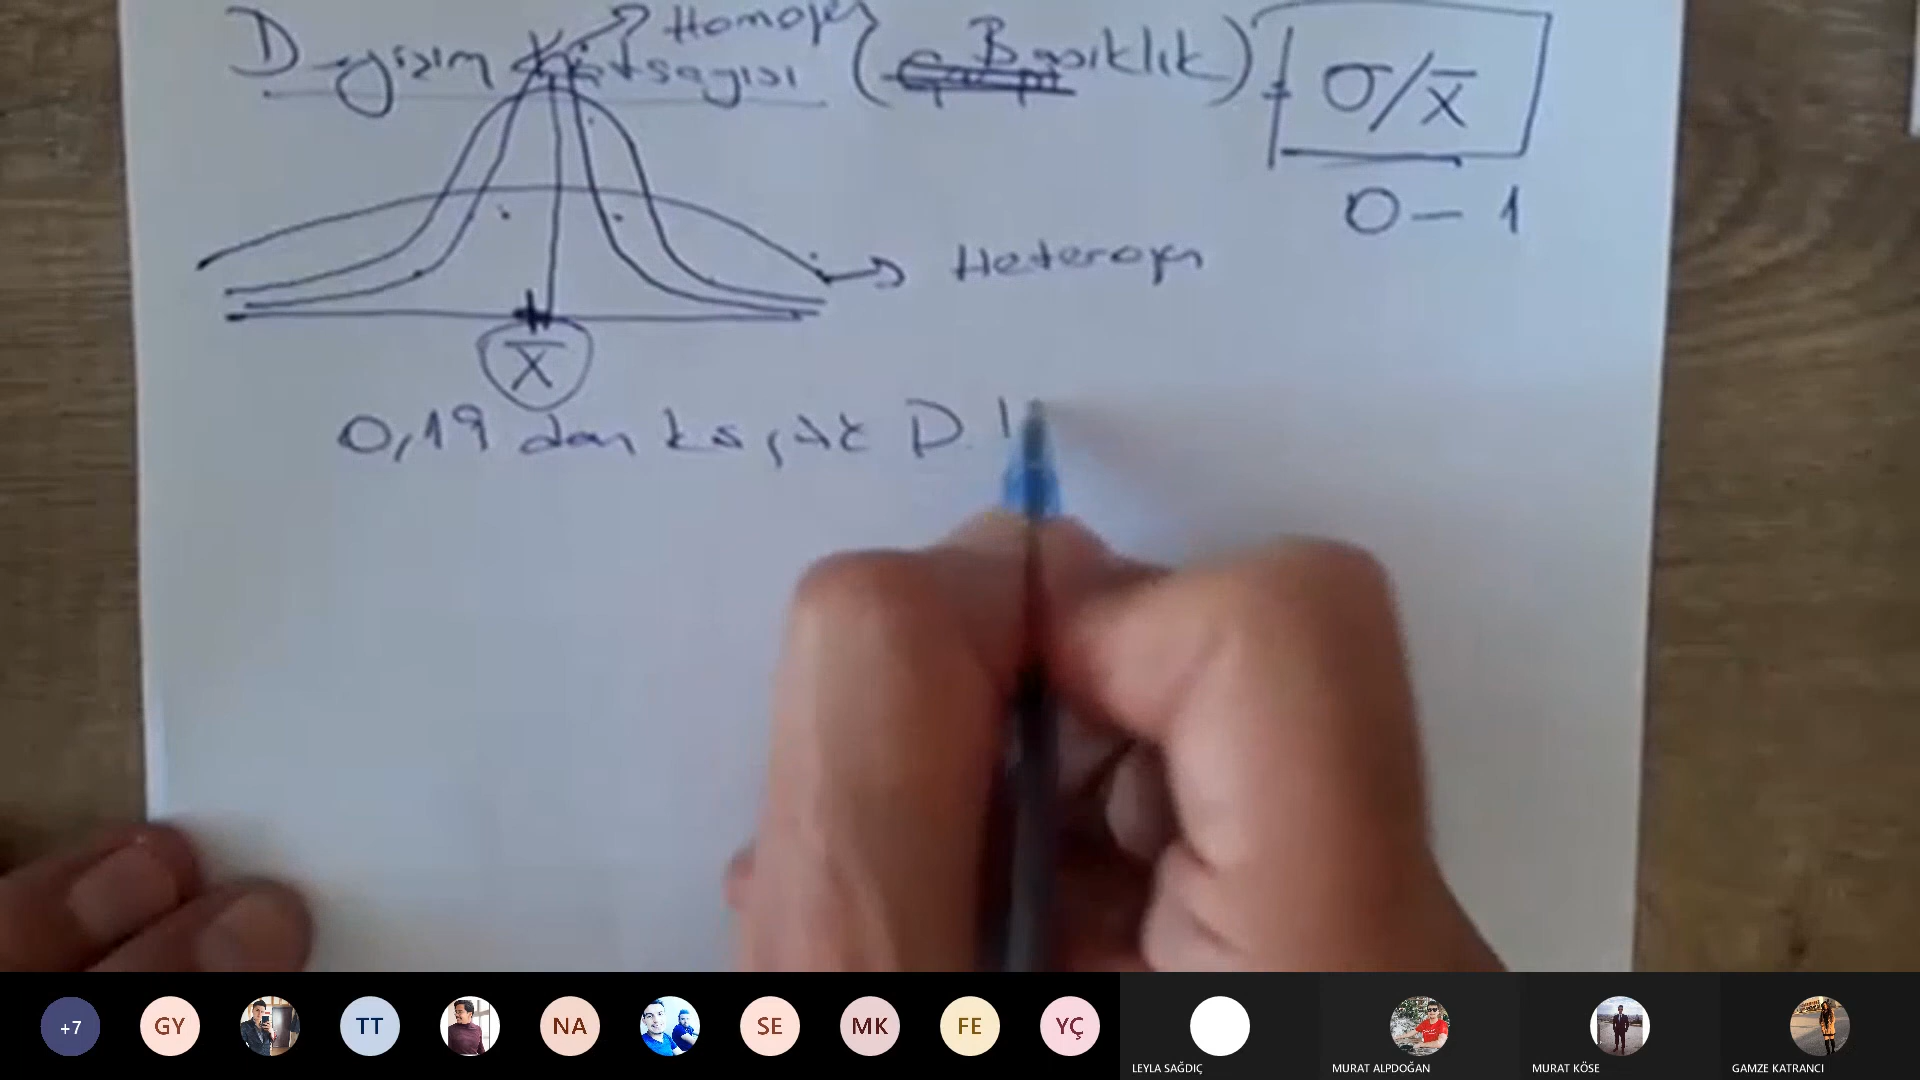 Homojen
Değişim Katsayısı (Basıklık) = σ/x̄
0 – 1
Heterojen
x̄
0,19 dan küçük D.
+7
GY
TT
NA
SE
MK
FE
YÇ
LEYLA SAĞDIÇ
MURAT ALPDOĞAN
MURAT KÖSE
GAMZE KATRANCI